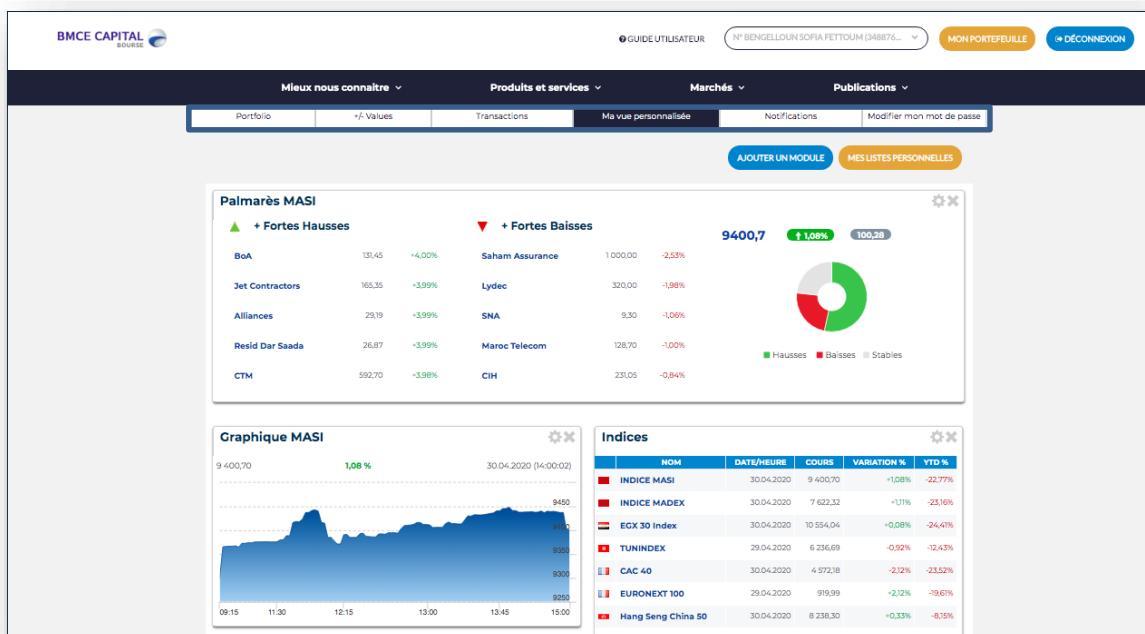 BMCE CAPITAL
BOURSE
GUIDE UTILISATEUR
N° BENGELLOUN SOFIA FETTOUM (348876...
MON PORTEFEUILLE
DÉCONNEXION
Mieux nous connaitre Produits et services Marchés Publications
Portfolio +/- Values Transactions Ma vue personnalisée Notifications Modifier mon mot de passe
AJOUTER UN MODULE MES LISTES PERSONNELLES
Palmarès MASI
+ Fortes Hausses + Fortes Baisses
9400,7 1,08% 100,28
BoA 131,45 +4,00% Saham Assurance 1 000,00 -2,53%
Jet Contractors 165,35 +3,99% Lydec 320,00 -1,98%
Alliances 29,19 +3,99% SNA 9,30 -1,06%
Resid Dar Saada 26,87 +3,99% Maroc Telecom 128,70 -1,00%
Hausses Baisses Stables
CTM 592,70 +3,98% CIH 231,05 -0,84%
Graphique MASI
9 400,70 1,08 % 30.04.2020 (14:00:02)
9450
9400
9350
9300
9250
09:15 11:30 12:15 13:00 13:45 15:00
Indices
NOM DATE/HEURE COURS VARIATION % YTD %
INDICE MASI 30.04.2020 9 400,70 +1,08% -22,77%
INDICE MADEX 30.04.2020 7 622,32 +1,11% -23,16%
EGX 30 Index 30.04.2020 10 554,04 +0,08% -24,41%
TUNINDEX 29.04.2020 6 236,69 -0,92% -12,43%
CAC 40 30.04.2020 4 572,18 -2,12% -23,52%
EURONEXT 100 29.04.2020 919,99 +2,12% -19,61%
Hang Seng China 50 30.04.2020 8 238,30 +0,33% -8,15%